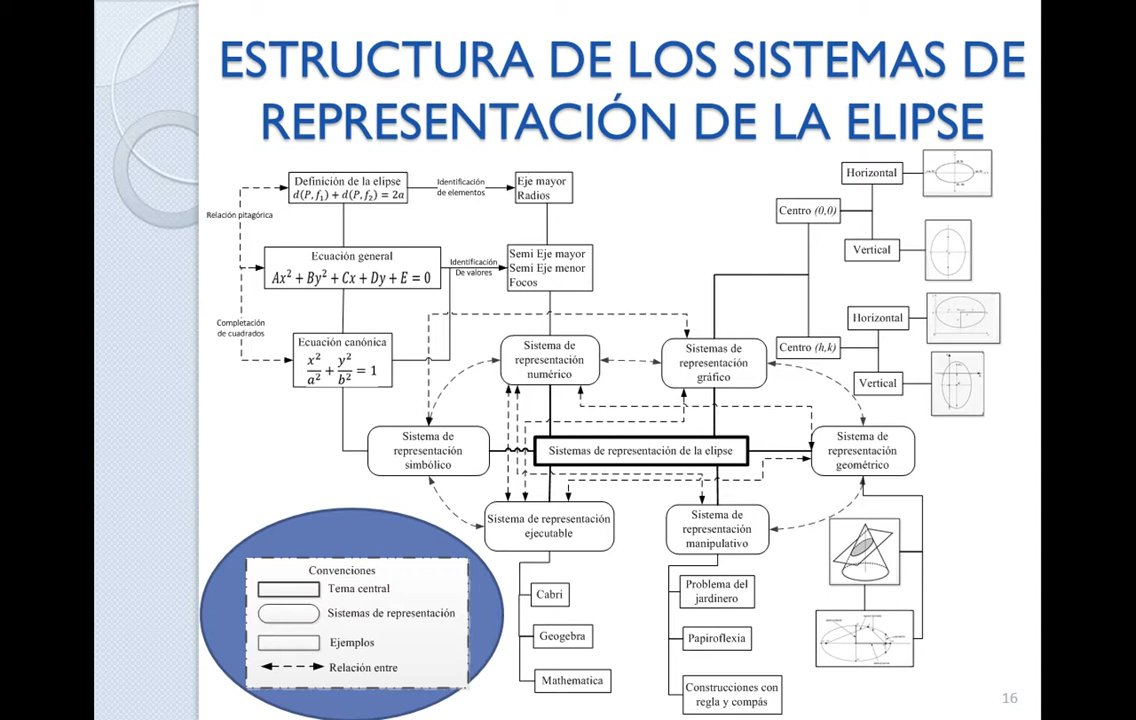 ESTRUCTURA DE LOS SISTEMAS DE
REPRESENTACIÓN DE LA ELIPSE
Definición de la elipse
d(P, f₁) + d(P, f₂) = 2a
Identificación
de elementos
Eje mayor
Radios
Relación pitagórica
Ecuación general
Ax² + By² + Cx + Dy + E = 0
Identificación
De valores
Semi Eje mayor
Semi Eje menor
Focos
Completación
de cuadrados
Ecuación canónica
x²/a² + y²/b² = 1
Horizontal
Centro (0,0)
Vertical
Horizontal
Centro (h,k)
Vertical
Sistema de
representación
numérico
Sistemas de
representación
gráfico
Sistema de
representación
simbólico
Sistemas de representación de la elipse
Sistema de
representación
geométrico
Sistema de representación
ejecutable
Sistema de
representación
manipulativo
Cabri
Geogebra
Mathematica
Problema del
jardinero
Papiroflexia
Construcciones con
regla y compás
Convenciones
Tema central
Sistemas de representación
Ejemplos
Relación entre
16